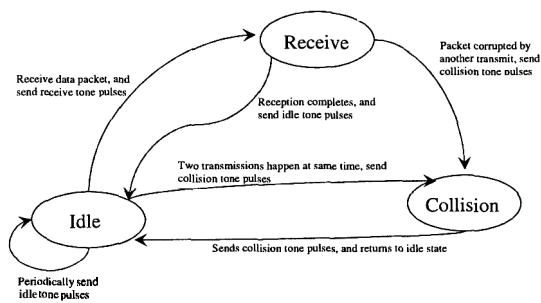 Receive
Packet corrupted by
another transmit, send
collision tone pulses
Receive data packet, and
send receive tone pulses
Reception completes, and
send idle tone pulses
Two transmissions happen at same time, send
collision tone pulses
Idle
Collision
Sends collision tone pulses, and returns to idle state
Periodically send
idle tone pulses